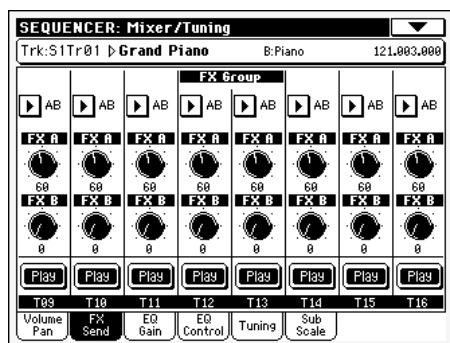 SEQUENCER: Mixer/Tuning
Trk:S1Tr01 ▷Grand Piano B:Piano 121.003.000
FX Group
AB AB AB AB AB AB AB AB
FX A FX A FX A FX A FX A FX A FX A FX A
60 60 60 60 60 60 60 60
FX B FX B FX B FX B FX B FX B FX B FX B
0 0 0 0 0 0 0 0
Play Play Play Play Play Play Play Play
T09 T10 T11 T12 T13 T14 T15 T16
Volume Pan FX Send EQ Gain EQ Control Tuning Sub Scale